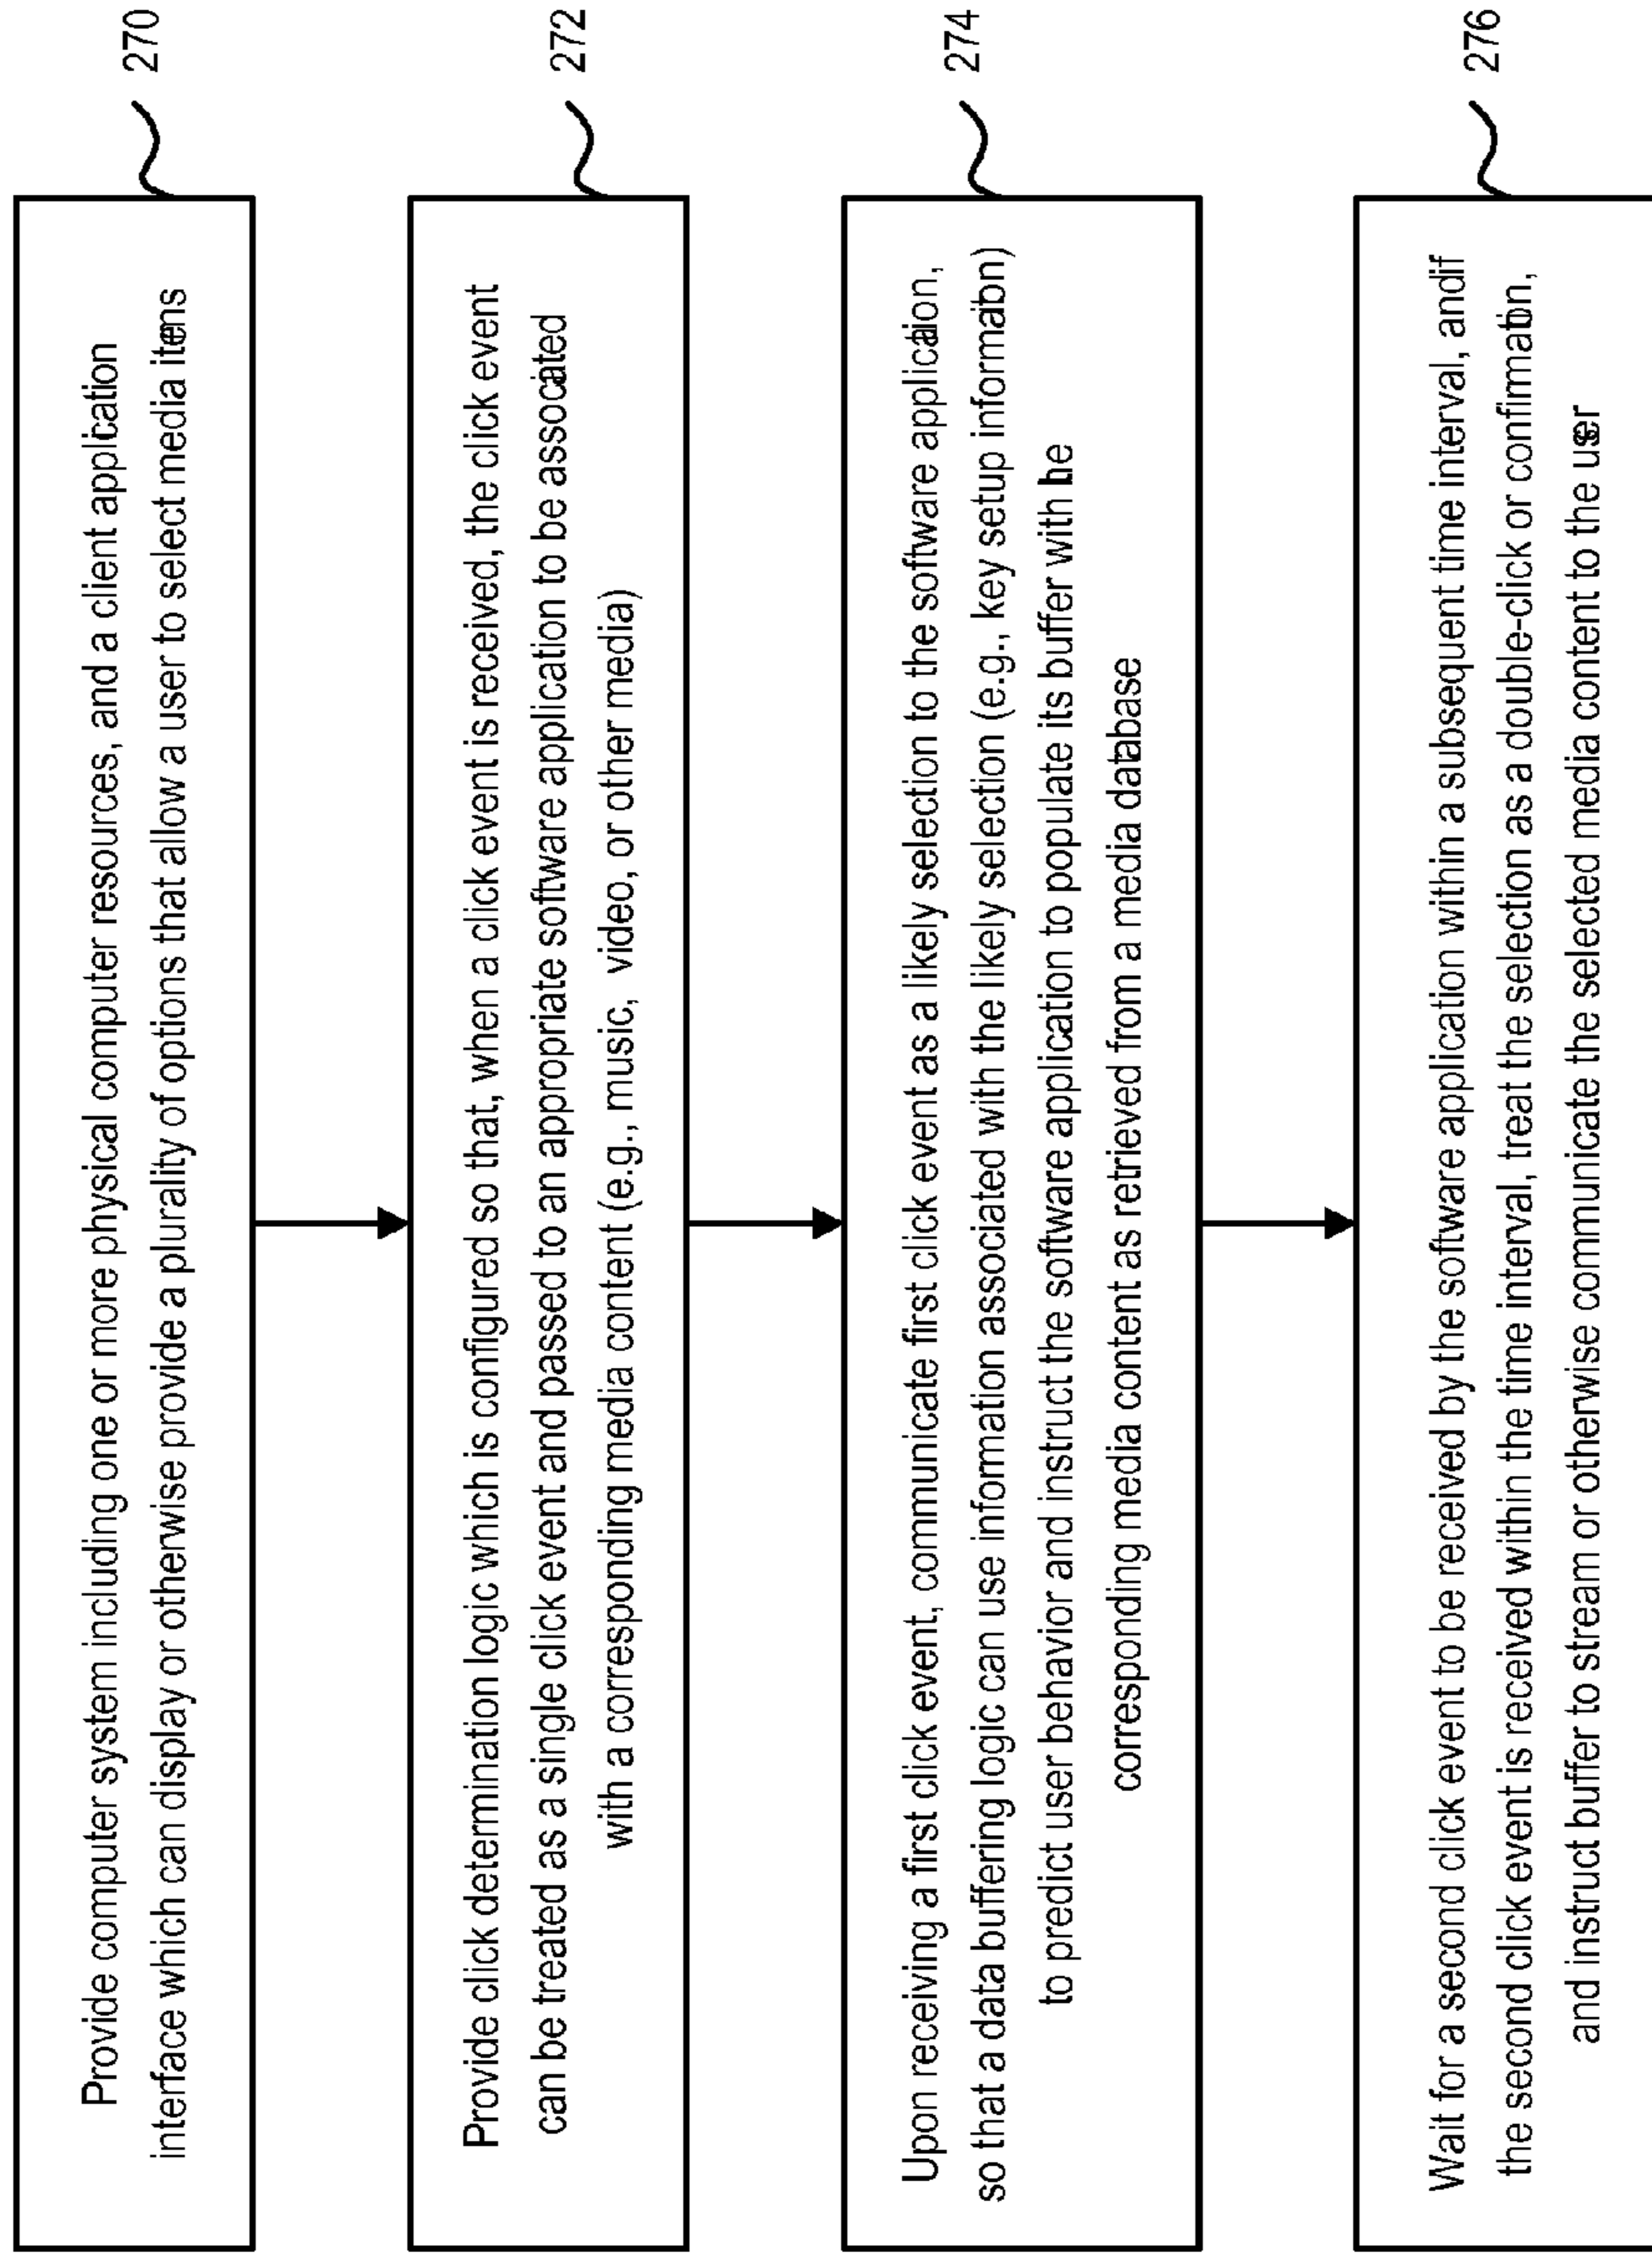 Provide computer system including one or more physical computer resources, and a client application
interface which can display or otherwise provide a plurality of options that allow a user to select media items
270
Provide click determination logic which is configured so that, when a click event is received, the click event
can be treated as a single click event and passed to an appropriate software application to be associated
with a corresponding media content (e.g., music, video, or other media)
272
Upon receiving a first click event, communicate first click event as a likely selection to the software application,
so that a data buffering logic can use information associated with the likely selection (e.g., key setup information)
to predict user behavior and instruct the software application to populate its buffer with the
corresponding media content as retrieved from a media database
274
Wait for a second click event to be received by the software application within a subsequent time interval, and if
the second click event is received within the time interval, treat the selection as a double-click or confirmation,
and instruct buffer to stream or otherwise communicate the selected media content to the user
276